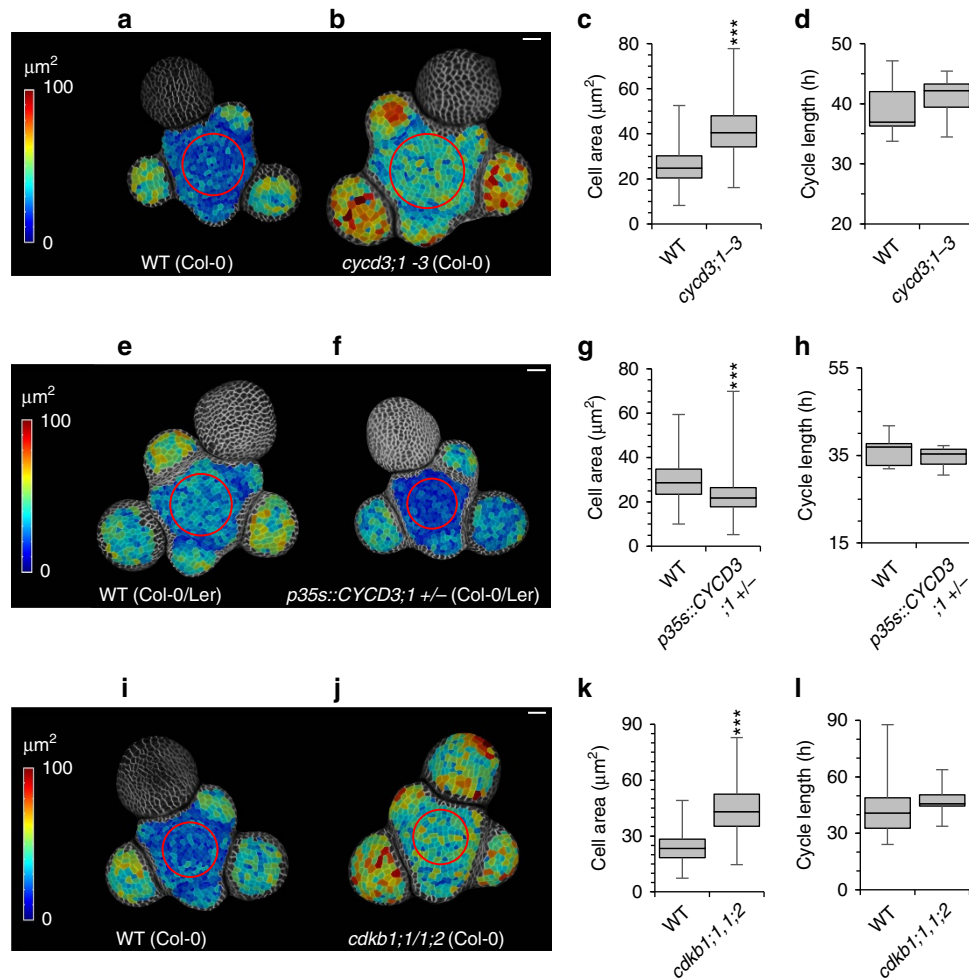 a
b
μm2
100
0
WT (Col-0)
cycd3;1 -3 (Col-0)
c
Cell area (μm2)
80
60
40
20
0
***
WT
cycd3;1–3
d
Cycle length (h)
50
40
30
20
WT
cycd3;1–3
e
f
μm2
100
0
WT (Col-0/Ler)
p35s::CYCD3;1 +/– (Col-0/Ler)
g
Cell area (μm2)
80
60
40
20
0
***
WT
p35s::CYCD3
;1 +/–
h
Cycle length (h)
55
35
15
WT
p35s::CYCD3
;1 +/–
i
j
μm2
100
0
WT (Col-0)
cdkb1;1/1;2 (Col-0)
k
Cell area (μm2)
90
60
30
0
***
WT
cdkb1;1,1;2
l
Cycle length (h)
90
60
30
0
WT
cdkb1;1,1;2